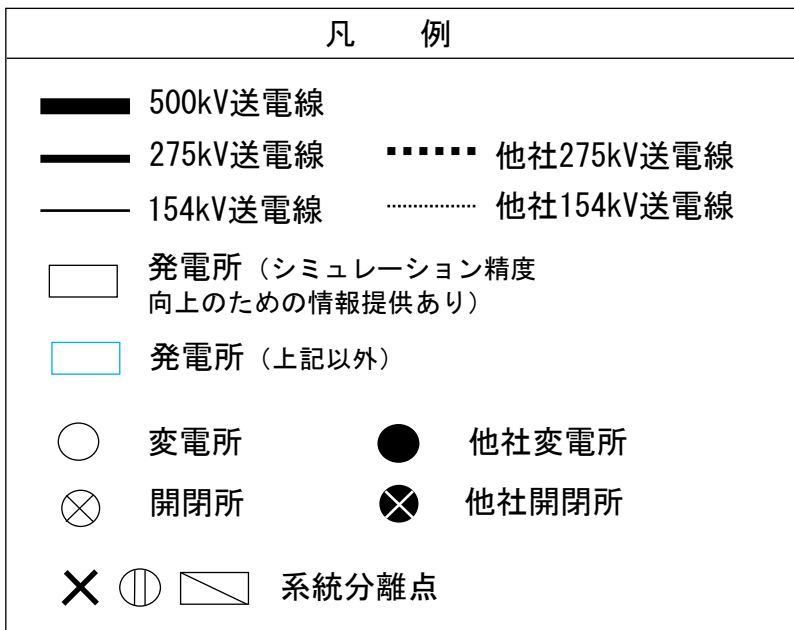 凡　例
500kV送電線
275kV送電線　他社275kV送電線
154kV送電線　他社154kV送電線
発電所（シミュレーション精度
向上のための情報提供あり）
発電所（上記以外）
変電所　他社変電所
開閉所　他社開閉所
系統分離点